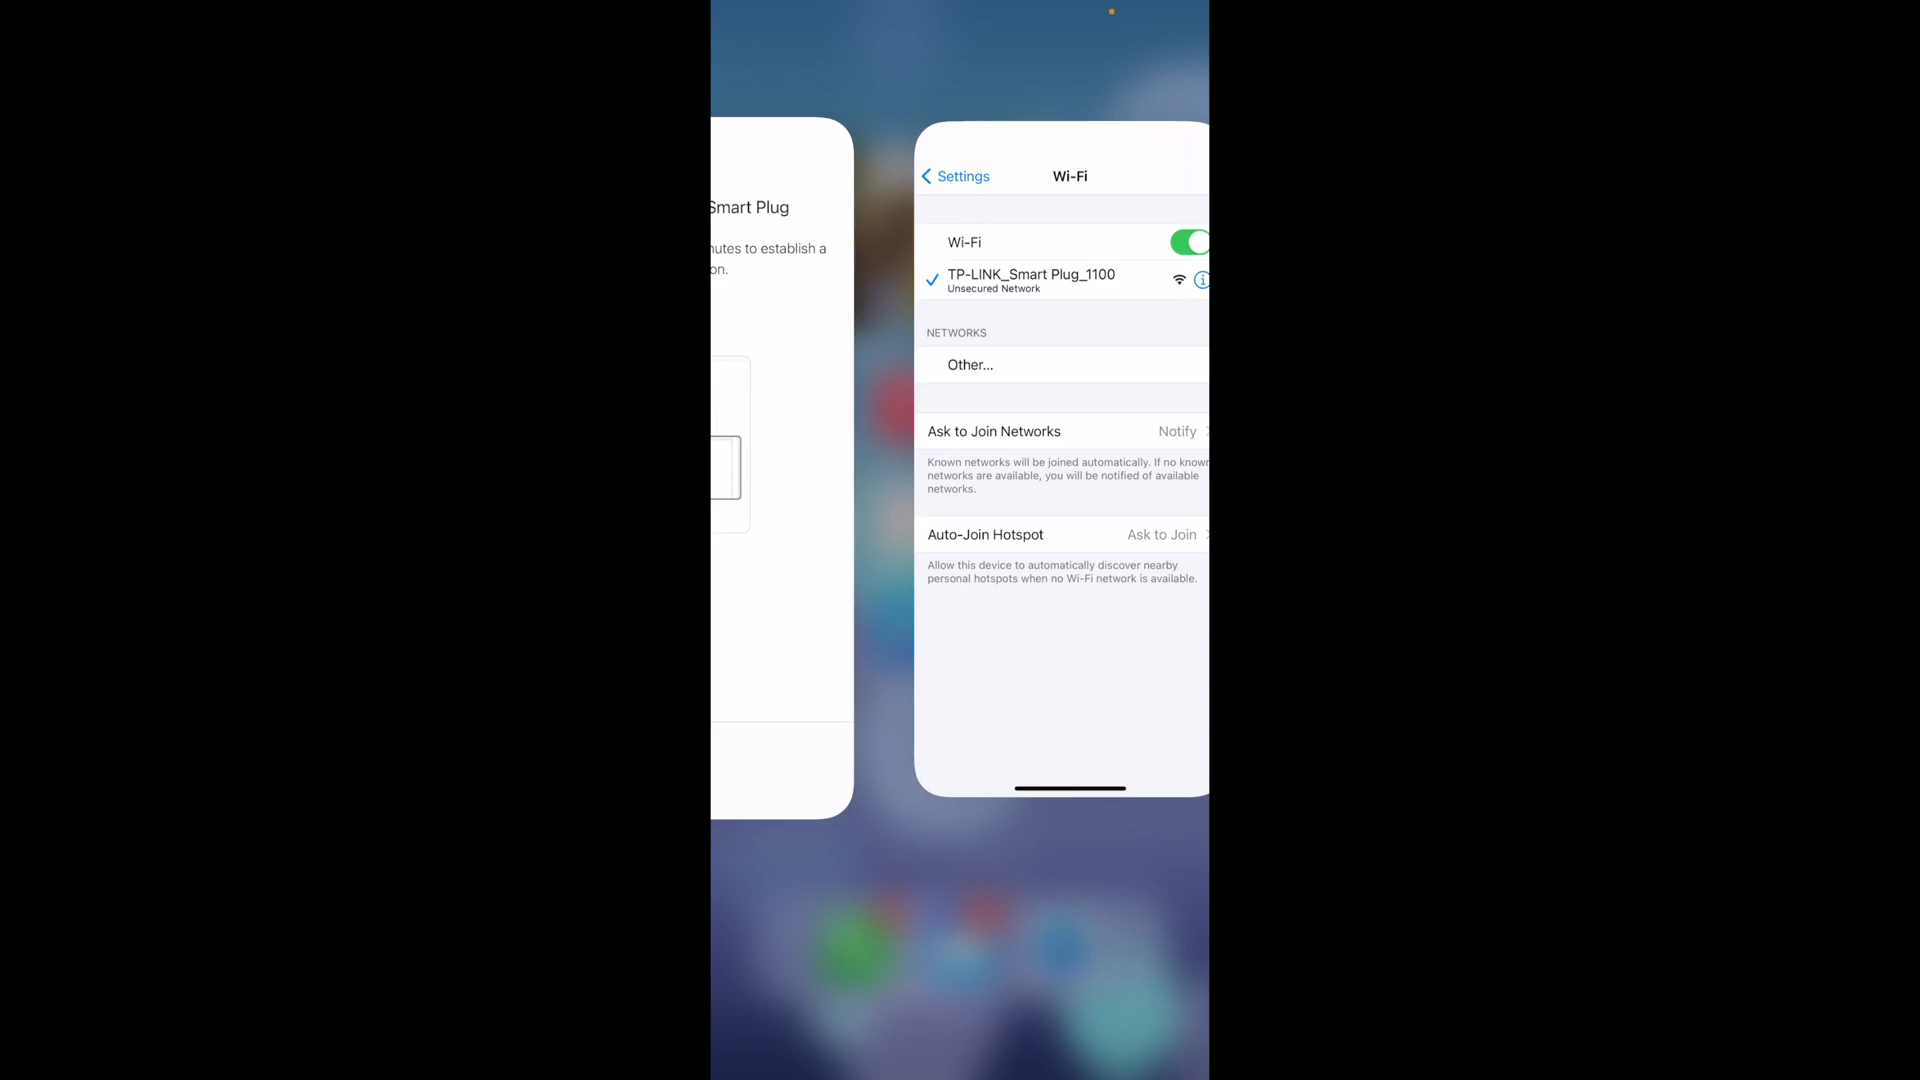 Smart Plug
nutes to establish a
on.
Settings
Wi-Fi
Wi-Fi
TP-LINK_Smart Plug_1100
Unsecured Network
NETWORKS
Other...
Ask to Join Networks
Notify
Known networks will be joined automatically. If no known
networks are available, you will be notified of available
networks.
Auto-Join Hotspot
Ask to Join
Allow this device to automatically discover nearby
personal hotspots when no Wi-Fi network is available.